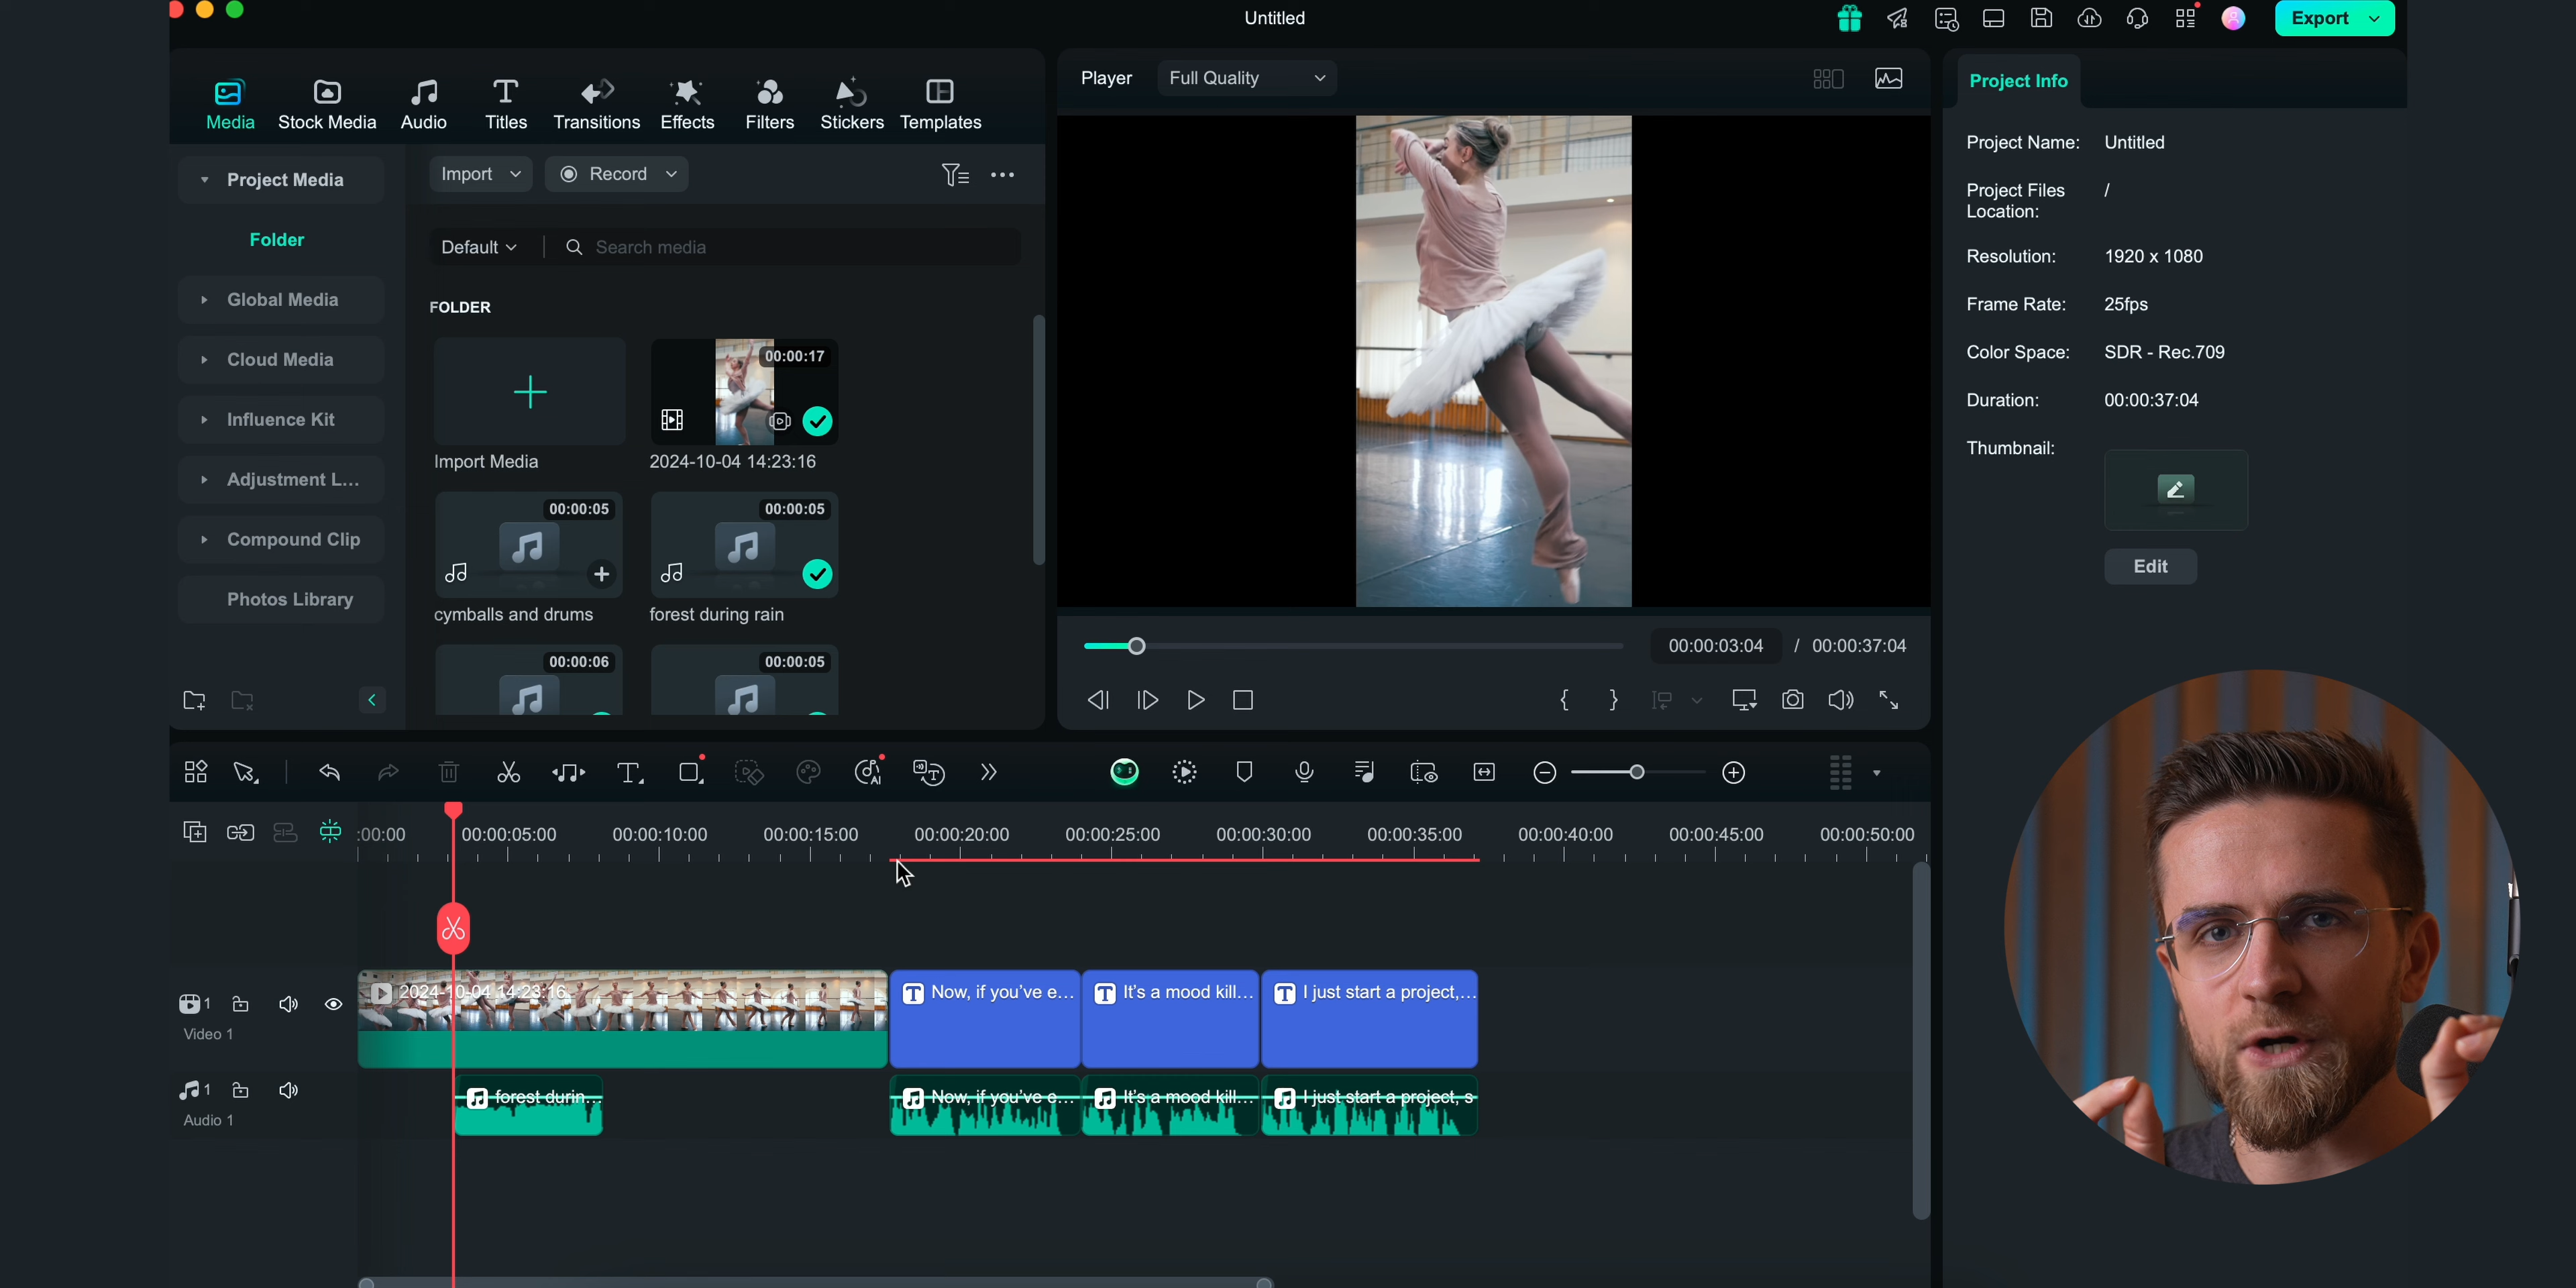 Untitled
Export
Media
Stock Media
Audio
Titles
Transitions
Effects
Filters
Stickers
Templates
Project Media
Folder
Global Media
Cloud Media
Influence Kit
Adjustment L...
Compound Clip
Photos Library
Import
Record
Default
Search media
FOLDER
00:00:17
Import Media
2024-10-04 14:23:16
00:00:05
00:00:05
cymballs and drums
forest during rain
00:00:06
00:00:05
Player
Full Quality
00:00:03:04 / 00:00:37:04
Project Info
Project Name: Untitled
Project Files Location: /
Resolution: 1920 x 1080
Frame Rate: 25fps
Color Space: SDR - Rec.709
Duration: 00:00:37:04
Thumbnail:
Edit
:00:00 00:00:05:00 00:00:10:00 00:00:15:00 00:00:20:00 00:00:25:00 00:00:30:00 00:00:35:00 00:00:40:00 00:00:45:00 00:00:50:00
1
Video 1
2024-10-04 14:23:16
Now, if you've e...
It's a mood kill...
I just start a project,...
1
Audio 1
forest durin...
Now, if you've e...
It's a mood kill...
I just start a project, s